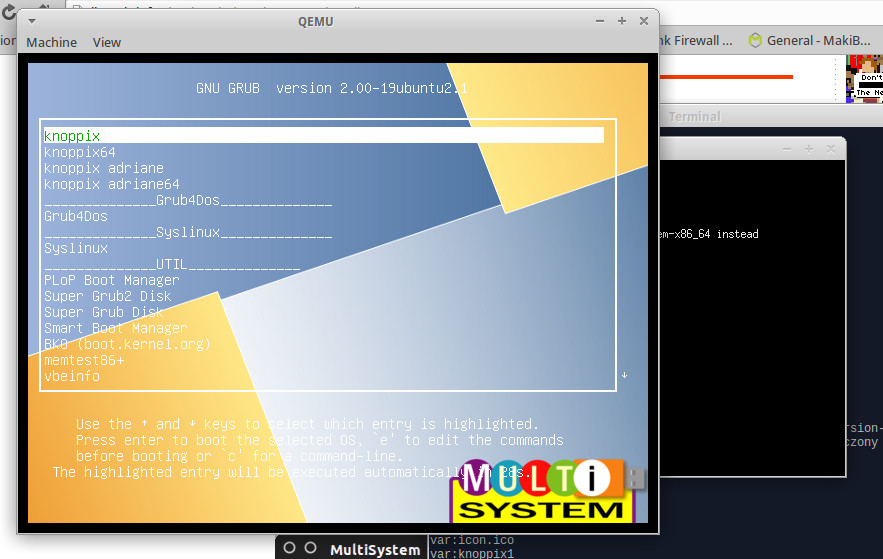 QEMU
Machine View
GNU GRUB version 2.00-19ubuntu2.1
knoppix
knoppix64
knoppix adriane
knoppix adriane64
______________Grub4Dos______________
Grub4Dos
______________Syslinux______________
Syslinux
______________UTIL______________
PLoP Boot Manager
Super Grub2 Disk
Super Grub Disk
Smart Boot Manager
BKO (boot.kernel.org)
memtest86+
vbeinfo
Use the ↑ and ↓ keys to select which entry is highlighted.
Press enter to boot the selected OS, `e' to edit the commands
before booting or `c' for a command-line.
The highlighted entry will be executed automatically in 28s.
MULTi
SYSTEM
nk Firewall ...
General - MakiB...
Don't
The Ne
Terminal
em-x86_64 instead
rsion-
czony
MultiSystem
var:icon.ico
var:knoppix1